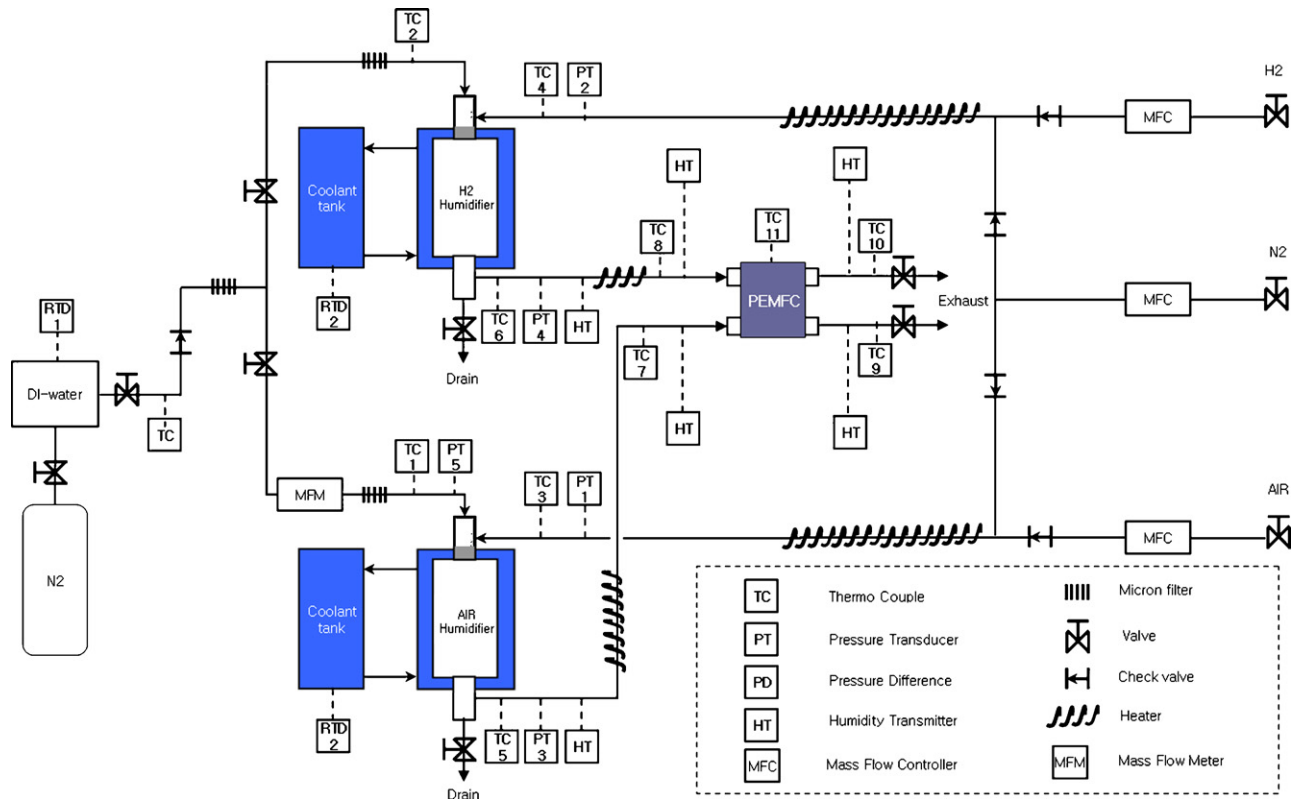 TC
2
TC
4
PT
2
H2
MFC
HT
HT
Coolant
tank
H2
Humidifier
TC
8
TC
11
TC
10
N2
RTD
1
RTD
2
TC
6
PT
4
HT
PEMFC
Exhaust
MFC
TC
7
TC
9
Drain
DI-water
TC
HT
HT
TC
1
PT
5
MFM
TC
3
PT
1
AIR
MFC
N2
Coolant
tank
AIR
Humidifier
RTD
2
TC
5
PT
3
HT
Drain
TC Thermo Couple
Micron filter
PT Pressure Transducer
Valve
PD Pressure Difference
Check valve
HT Humidity Transmitter
Heater
MFC Mass Flow Controller
MFM Mass Flow Meter